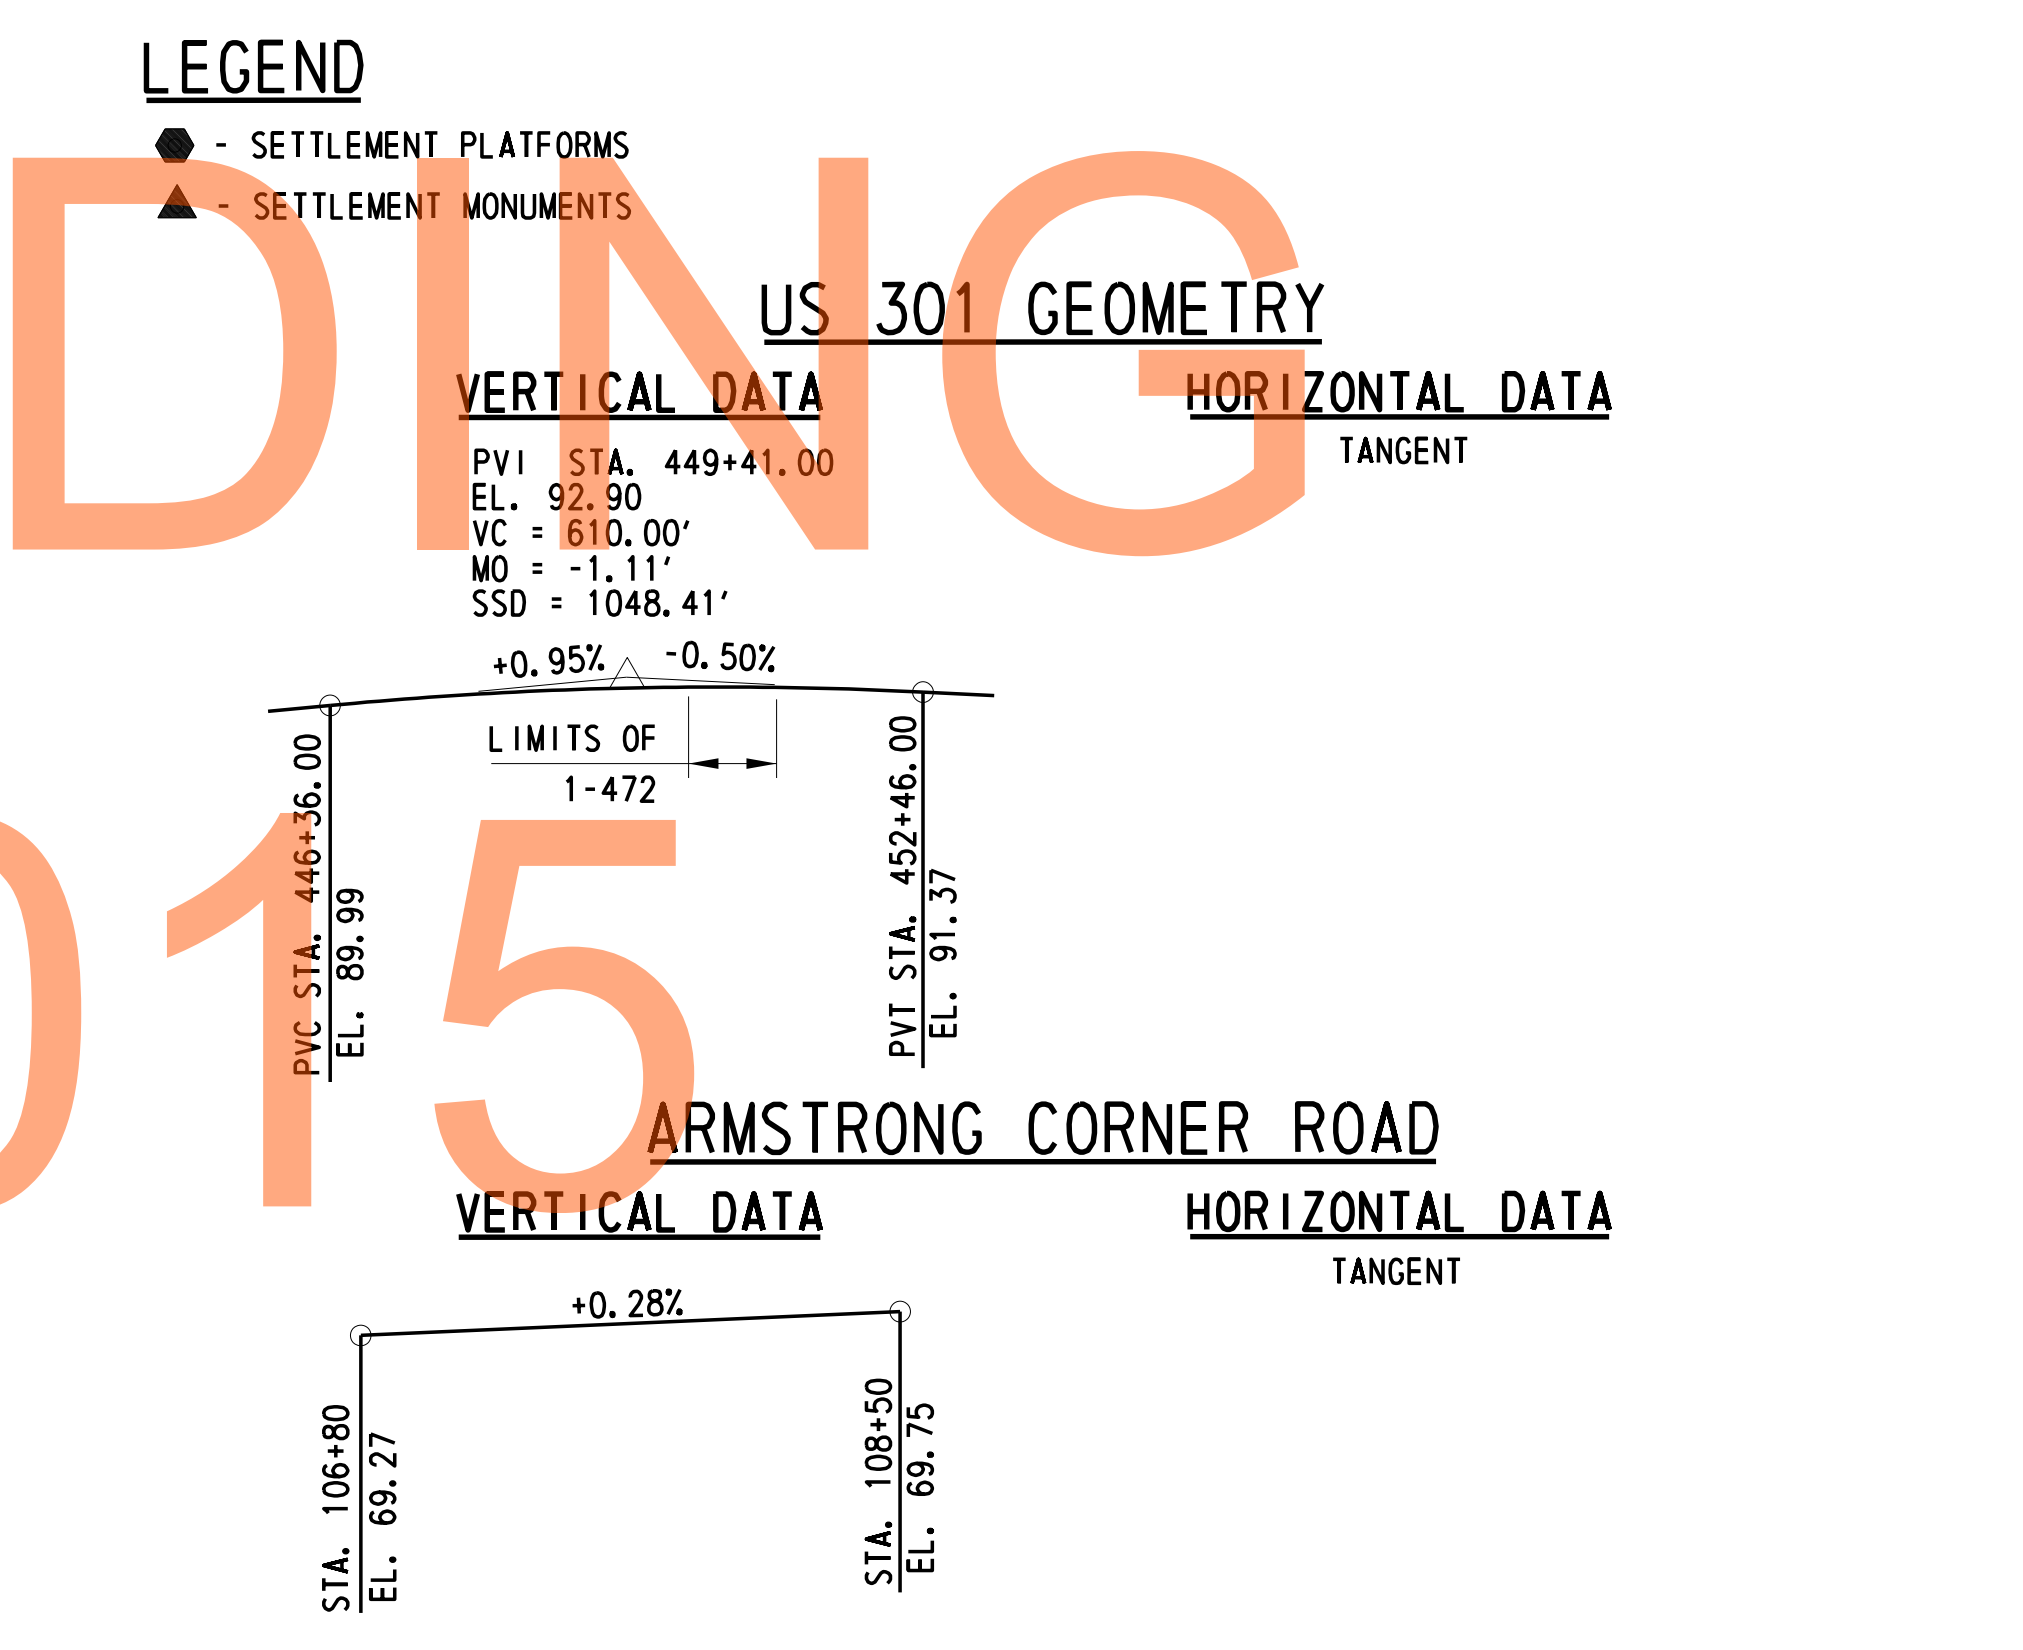 LEGEND
- SETTLEMENT PLATFORMS
- SETTLEMENT MONUMENTS
DING
US 301 GEOMETRY
VERTICAL DATA
HORIZONTAL DATA
TANGENT
PVI STA. 449+41.00
EL. 92.90
VC = 610.00'
MO = -1.11'
SSD = 1048.41'
+0.95% -0.50%
LIMITS OF
1-472
PVC STA. 446+36.00
EL. 89.99
PVT STA. 452+46.00
EL. 91.37
015
ARMSTRONG CORNER ROAD
VERTICAL DATA
HORIZONTAL DATA
TANGENT
+0.28%
STA. 106+80
EL. 69.27
STA. 108+50
EL. 69.75